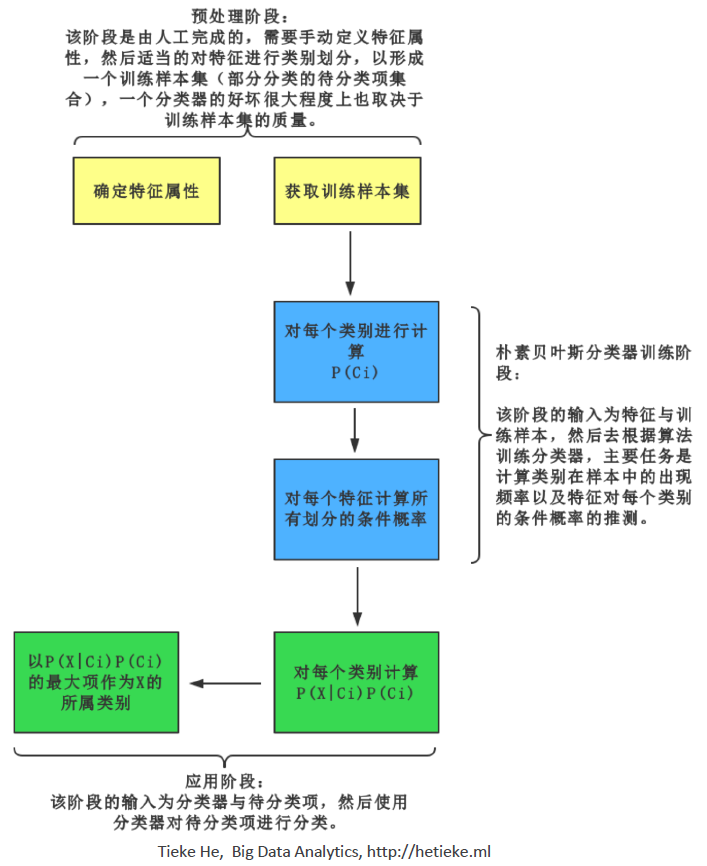 预处理阶段：
该阶段是由人工完成的，需要手动定义特征属
性，然后适当的对特征进行类别划分，以形成
一个训练样本集（部分分类的待分类项集
合），一个分类器的好坏很大程度上也取决于
训练样本集的质量。
确定特征属性
获取训练样本集
对每个类别进行计
算
P(Ci)
对每个特征计算所
有划分的条件概率
朴素贝叶斯分类器训练阶
段：
该阶段的输入为特征与训
练样本，然后去根据算法
训练分类器，主要任务是
计算类别在样本中的出现
频率以及特征对每个类别
的条件概率的推测。
以P(X|Ci)P(Ci)
的最大项作为X的
所属类别
对每个类别计算
P(X|Ci)P(Ci)
应用阶段：
该阶段的输入为分类器与待分类项，然后使用
分类器对待分类项进行分类。
Tieke He, Big Data Analytics, http://hetieke.ml